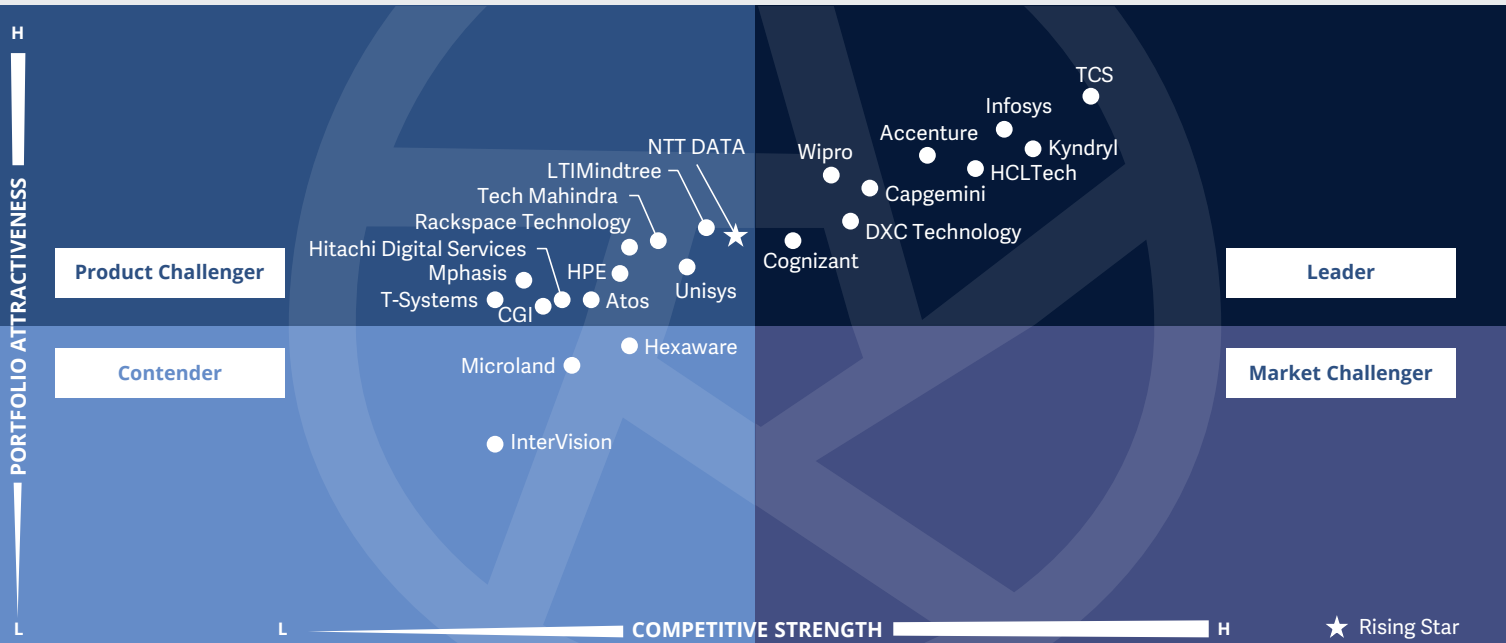 H
TCS
Infosys
Accenture
Kyndryl
NTT DATA
Wipro
HCLTech
LTIMindtree
Capgemini
Tech Mahindra
Rackspace Technology
DXC Technology
Hitachi Digital Services
Cognizant
Mphasis
HPE
Product Challenger
Leader
Unisys
T-Systems
Atos
CGI
Hexaware
Microland
Contender
Market Challenger
InterVision
PORTFOLIO ATTRACTIVENESS
L
L
COMPETITIVE STRENGTH
H
Rising Star